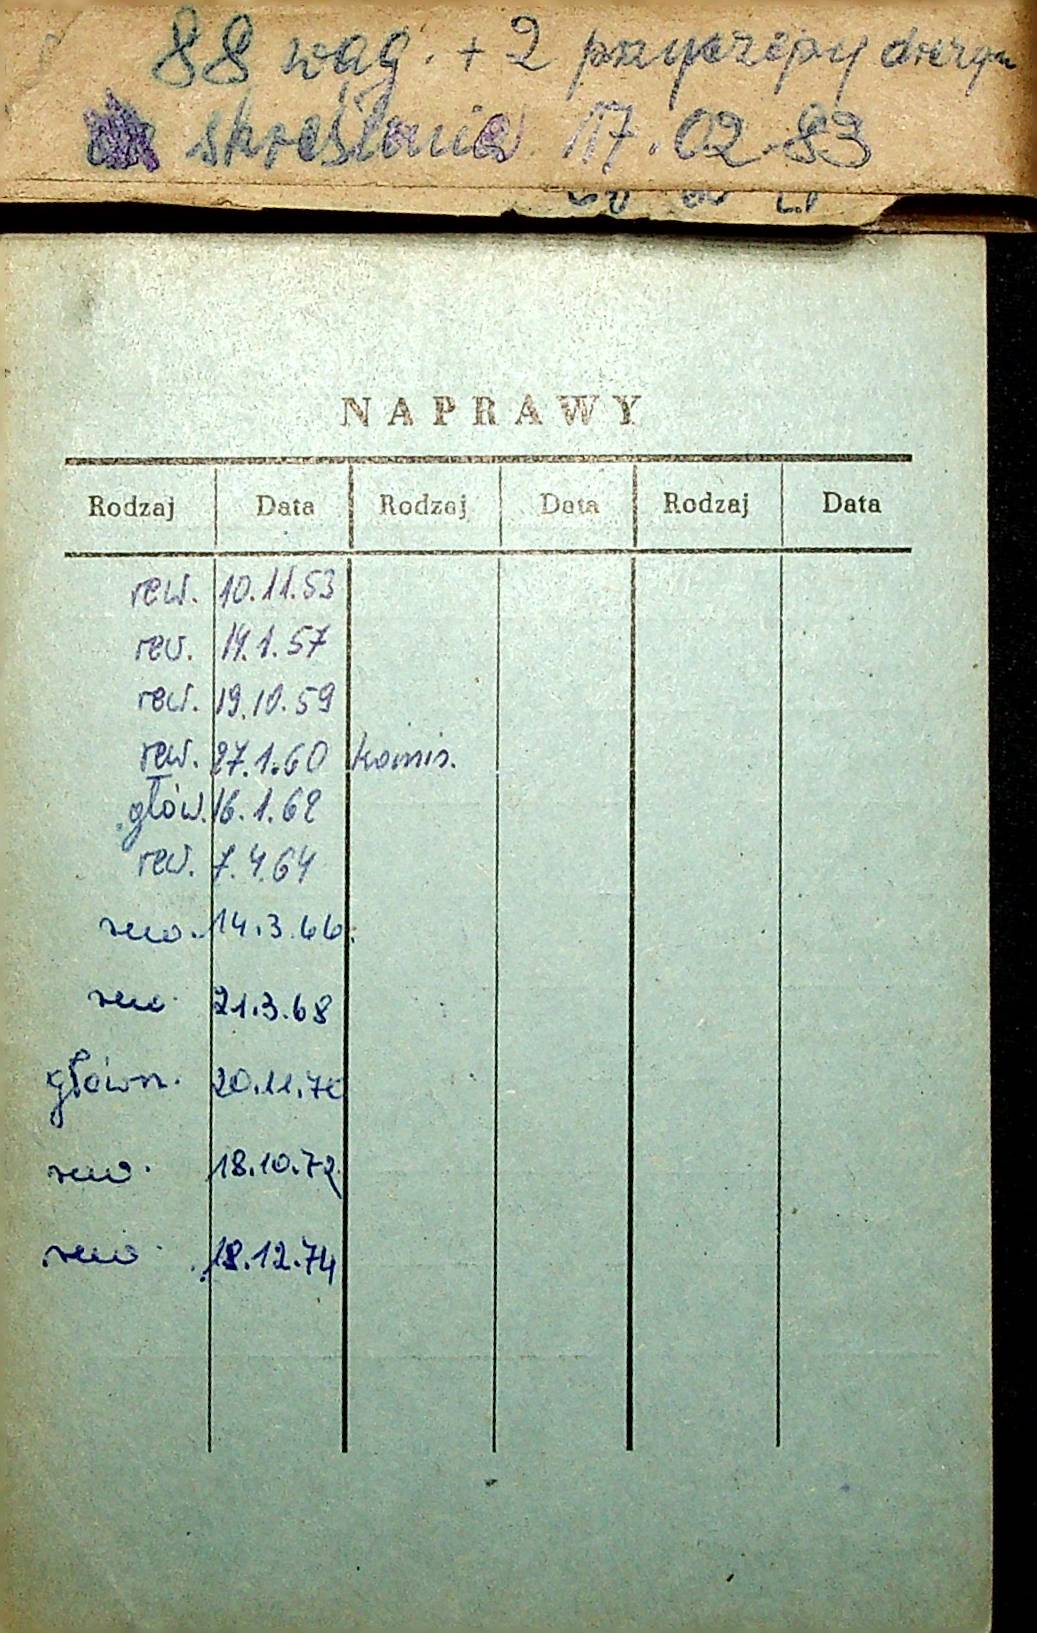 88 wag. + 2 przyczepy drezyn
skreślenie 17.02.83
NAPRAWY
Rodzaj Data Rodzaj Data Rodzaj Data
rew. 10.11.53
rew. 14.1.57
rew. 19.10.59
rew. 27.1.60 komis.
głów. 16.1.62
rew. 7.4.64
rew. 14.3.66.
rew. 21.3.68
główn. 20.11.70
rew. 18.10.72
rew. 18.12.74